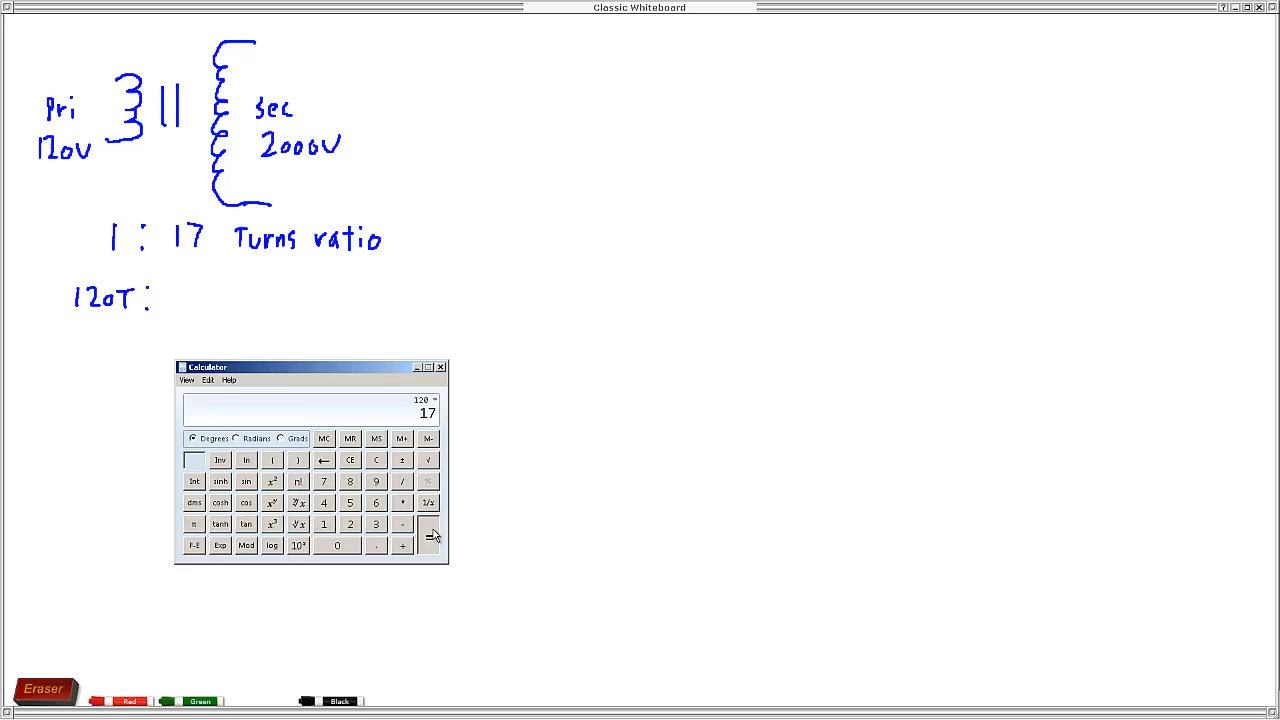 Classic Whiteboard
Pri
120V
sec
2000V
1 : 17 Turns ratio
120T :
Calculator
View Edit Help
120 *
17
Degrees Radians Grads MC MR MS M+ M-
Inv ln ( ) ← CE C ± √
Int sinh sin x² n! 7 8 9 / %
dms cosh cos xʸ ʸ√x 4 5 6 * 1/x
π tanh tan x³ ³√x 1 2 3 - =
F-E Exp Mod log 10ˣ 0 . +
Eraser Red Green Black